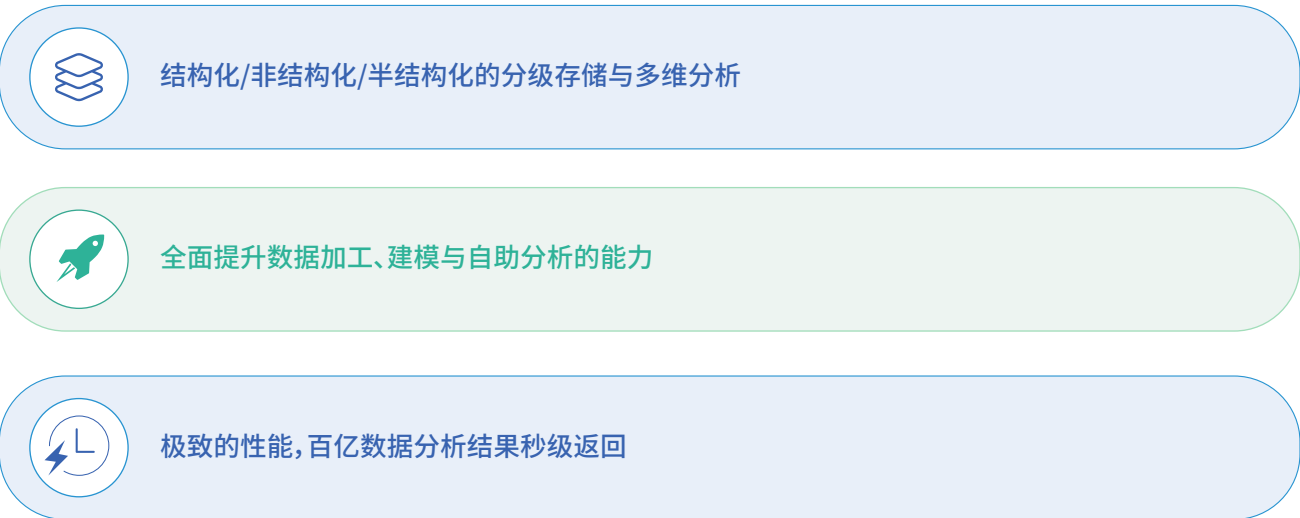 结构化/非结构化/半结构化的分级存储与多维分析
全面提升数据加工、建模与自助分析的能力
极致的性能，百亿数据分析结果秒级返回